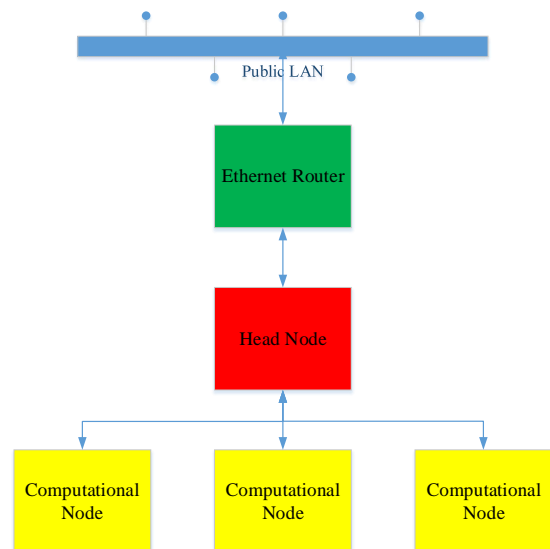 Public LAN
Ethernet Router
Head Node
Computational
Node
Computational
Node
Computational
Node